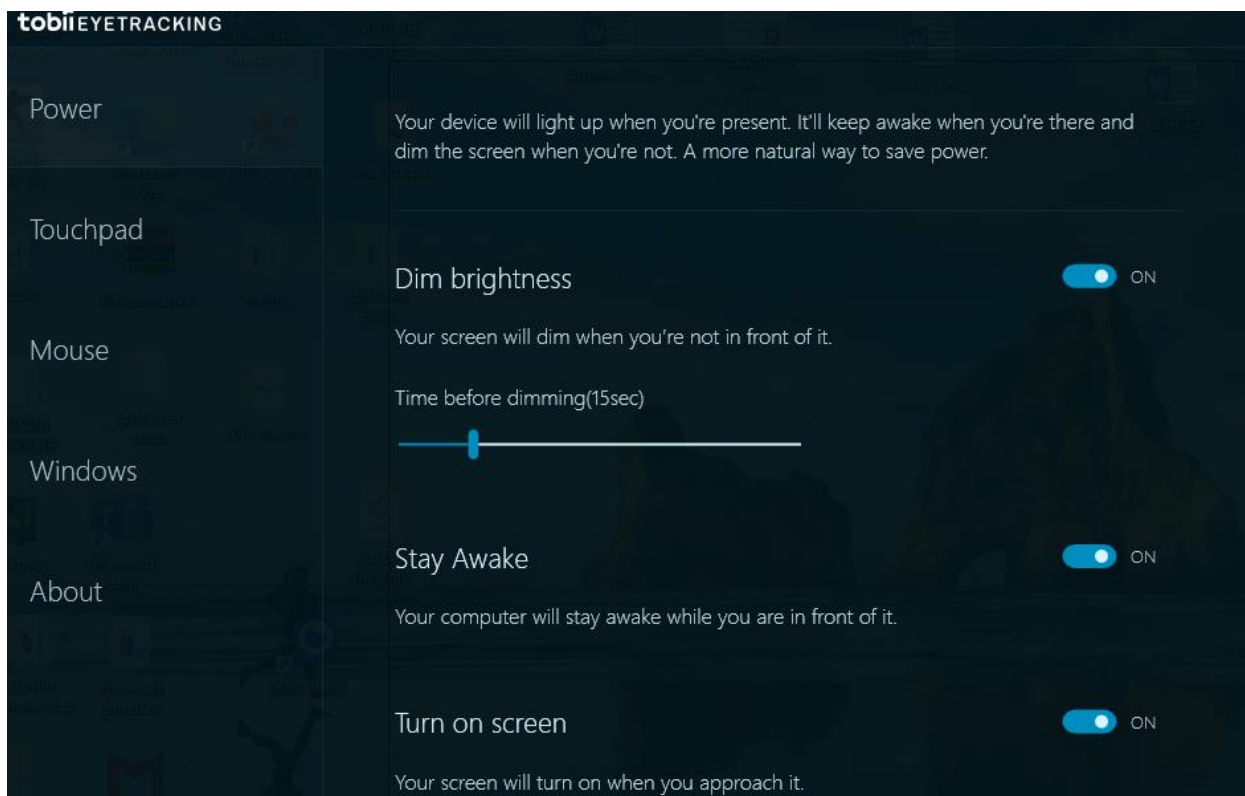 tobii EYETRACKING
Power
Touchpad
Mouse
Windows
About
Your device will light up when you're present. It'll keep awake when you're there and
dim the screen when you're not. A more natural way to save power.
Dim brightness
ON
Your screen will dim when you're not in front of it.
Time before dimming(15sec)
Stay Awake
ON
Your computer will stay awake while you are in front of it.
Turn on screen
ON
Your screen will turn on when you approach it.